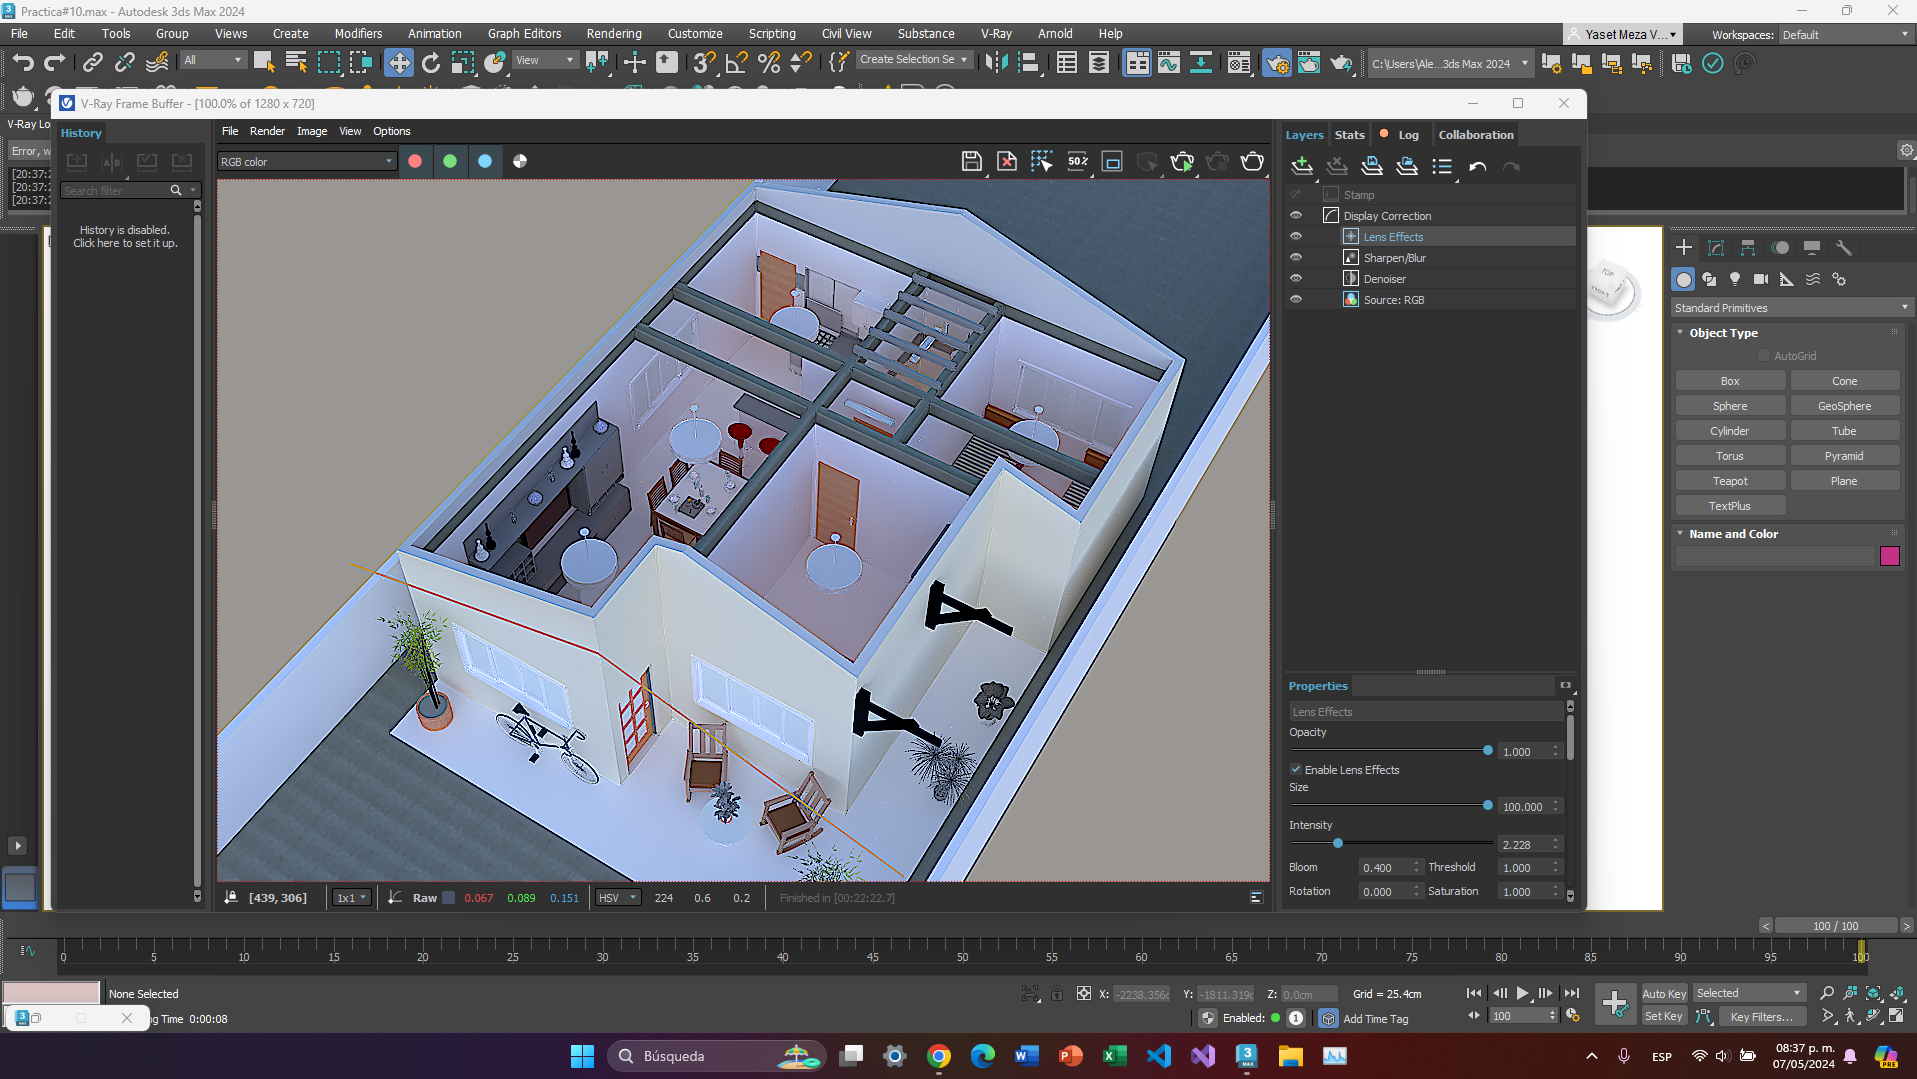 Practica#10.max - Autodesk 3ds Max 2024
File Edit Tools Group Views Create Modifiers Animation Graph Editors Rendering Customize Scripting Civil View Substance V-Ray Arnold Help
Yaset Meza V... Workspaces: Default
All View Create Selection Se C:\Users\Ale...3ds Max 2024
V-Ray Frame Buffer - [100.0% of 1280 x 720]
V-Ray Lo
Error, w
[20:37:2
[20:37:2
[20:37:2
History
Search filter
History is disabled.
Click here to set it up.
File Render Image View Options
RGB color
50%
Layers Stats Log Collaboration
Stamp
Display Correction
Lens Effects
Sharpen/Blur
Denoiser
Source: RGB
Properties
Lens Effects
Opacity
1.000
Enable Lens Effects
Size
100.000
Intensity
2.228
Bloom 0.400 Threshold 1.000
Rotation 0.000 Saturation 1.000
[439, 306] 1x1 Raw 0.067 0.089 0.151 HSV 224 0.6 0.2 Finished in [00:22:22.7]
TOP
FRONT
Standard Primitives
Object Type
AutoGrid
Box Cone
Sphere GeoSphere
Cylinder Tube
Torus Pyramid
Teapot Plane
TextPlus
Name and Color
< 100 / 100 >
0 5 10 15 20 25 30 35 40 45 50 55 60 65 70 75 80 85 90 95 100
None Selected
X: -2238.356c Y: -1811.319c Z: 0.0cm Grid = 25.4cm
Auto Key Selected
ng Time 0:00:08
Enabled: 1 Add Time Tag
100
Set Key Key Filters...
Búsqueda
ESP
08:37 p. m.
07/05/2024
PRE